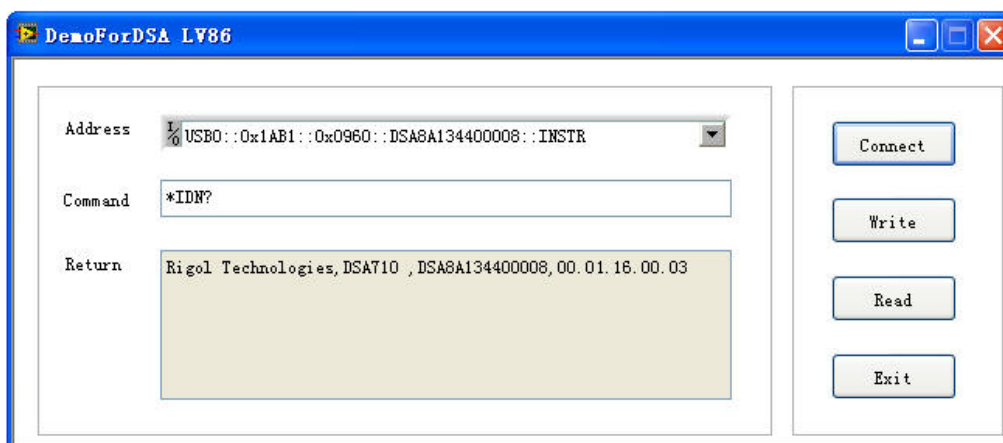 DemoForDSA LV86
Address
I/O USB0::0x1AB1::0x0960::DSA8A134400008::INSTR
Connect
Command
*IDN?
Write
Return
Rigol Technologies,DSA710 ,DSA8A134400008,00.01.16.00.03
Read
Exit